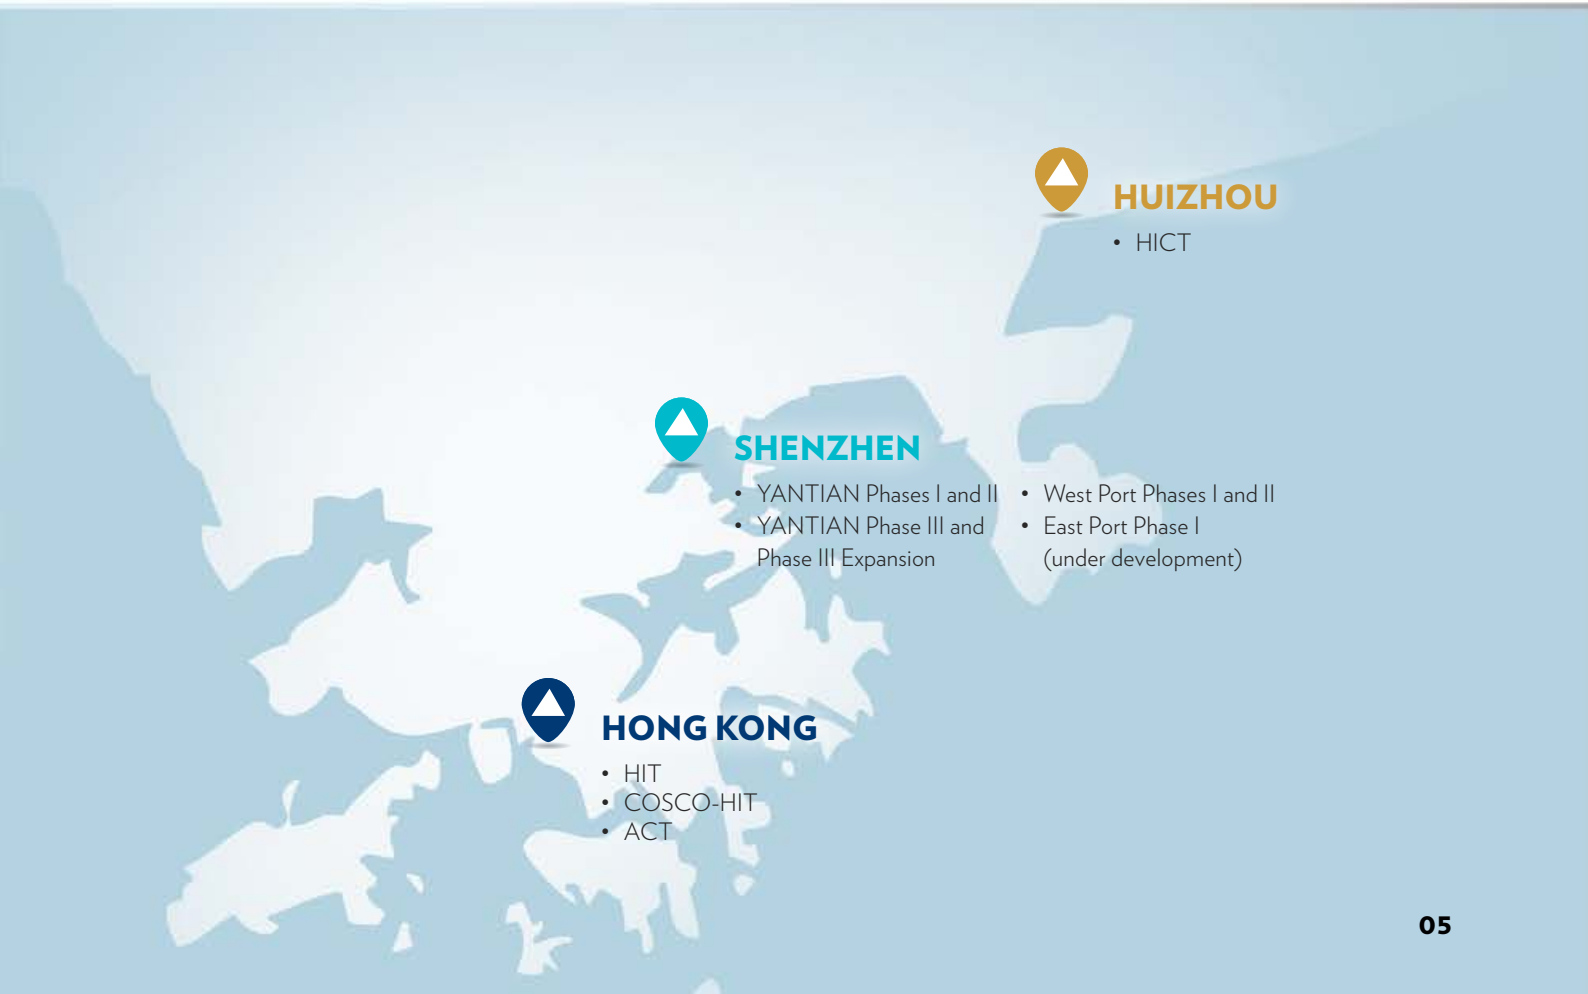 HUIZHOU
• HICT
SHENZHEN
• YANTIAN Phases I and II
• YANTIAN Phase III and
Phase III Expansion
• West Port Phases I and II
• East Port Phase I
(under development)
HONG KONG
• HIT
• COSCO-HIT
• ACT
05